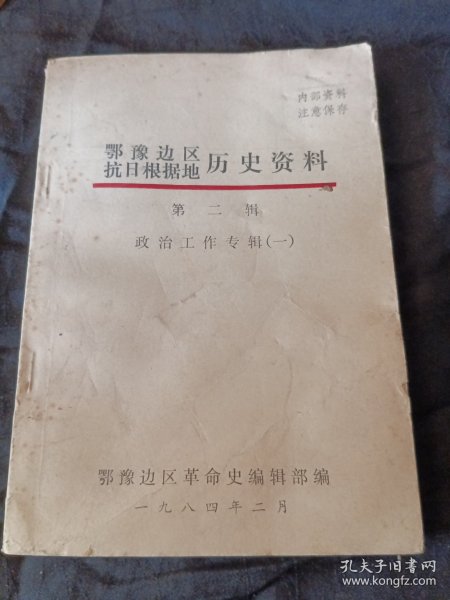 内部资料
注意保存
鄂豫边区
抗日根据地 历史资料
第二辑
政治工作专辑(一)
鄂豫边区革命史编辑部编
一九八四年二月
孔夫子旧书网
www.kongfz.com